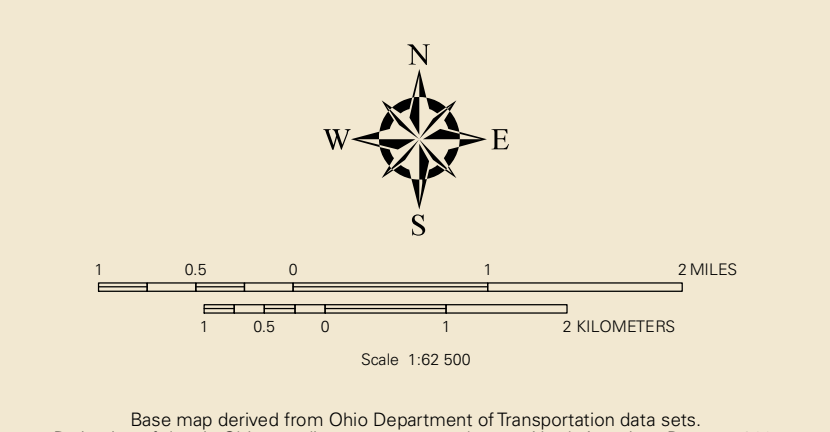 N
W E
S
1 0.5 0 1 2 MILES
1 0.5 0 1 2 KILOMETERS
Scale 1:62 500
Base map derived from Ohio Department of Transportation data sets.